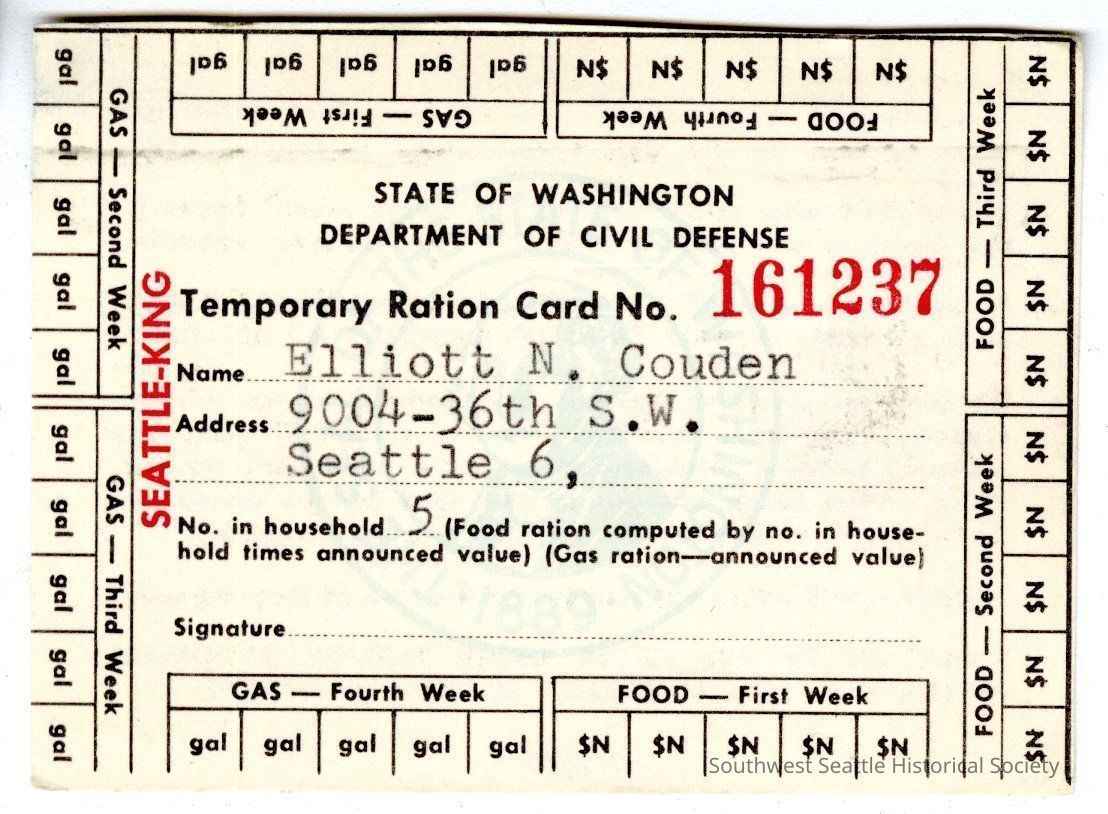 gal gal gal gal gal
GAS — First Week
$N $N $N $N $N
FOOD — Fourth Week
gal gal gal gal gal
GAS — Second Week
gal gal gal gal gal
GAS — Third Week
SEATTLE-KING
STATE OF WASHINGTON
DEPARTMENT OF CIVIL DEFENSE
Temporary Ration Card No. 161237
Name Elliott N. Couden
Address 9004-36th S.W.
Seattle 6,
No. in household 5 (Food ration computed by no. in house-
hold times announced value) (Gas ration—announced value)
Signature
FOOD — Third Week
$N $N $N $N $N
FOOD — Second Week
$N $N $N $N $N
GAS — Fourth Week
gal gal gal gal gal
FOOD — First Week
$N $N $N $N $N
1889
Southwest Seattle Historical Society